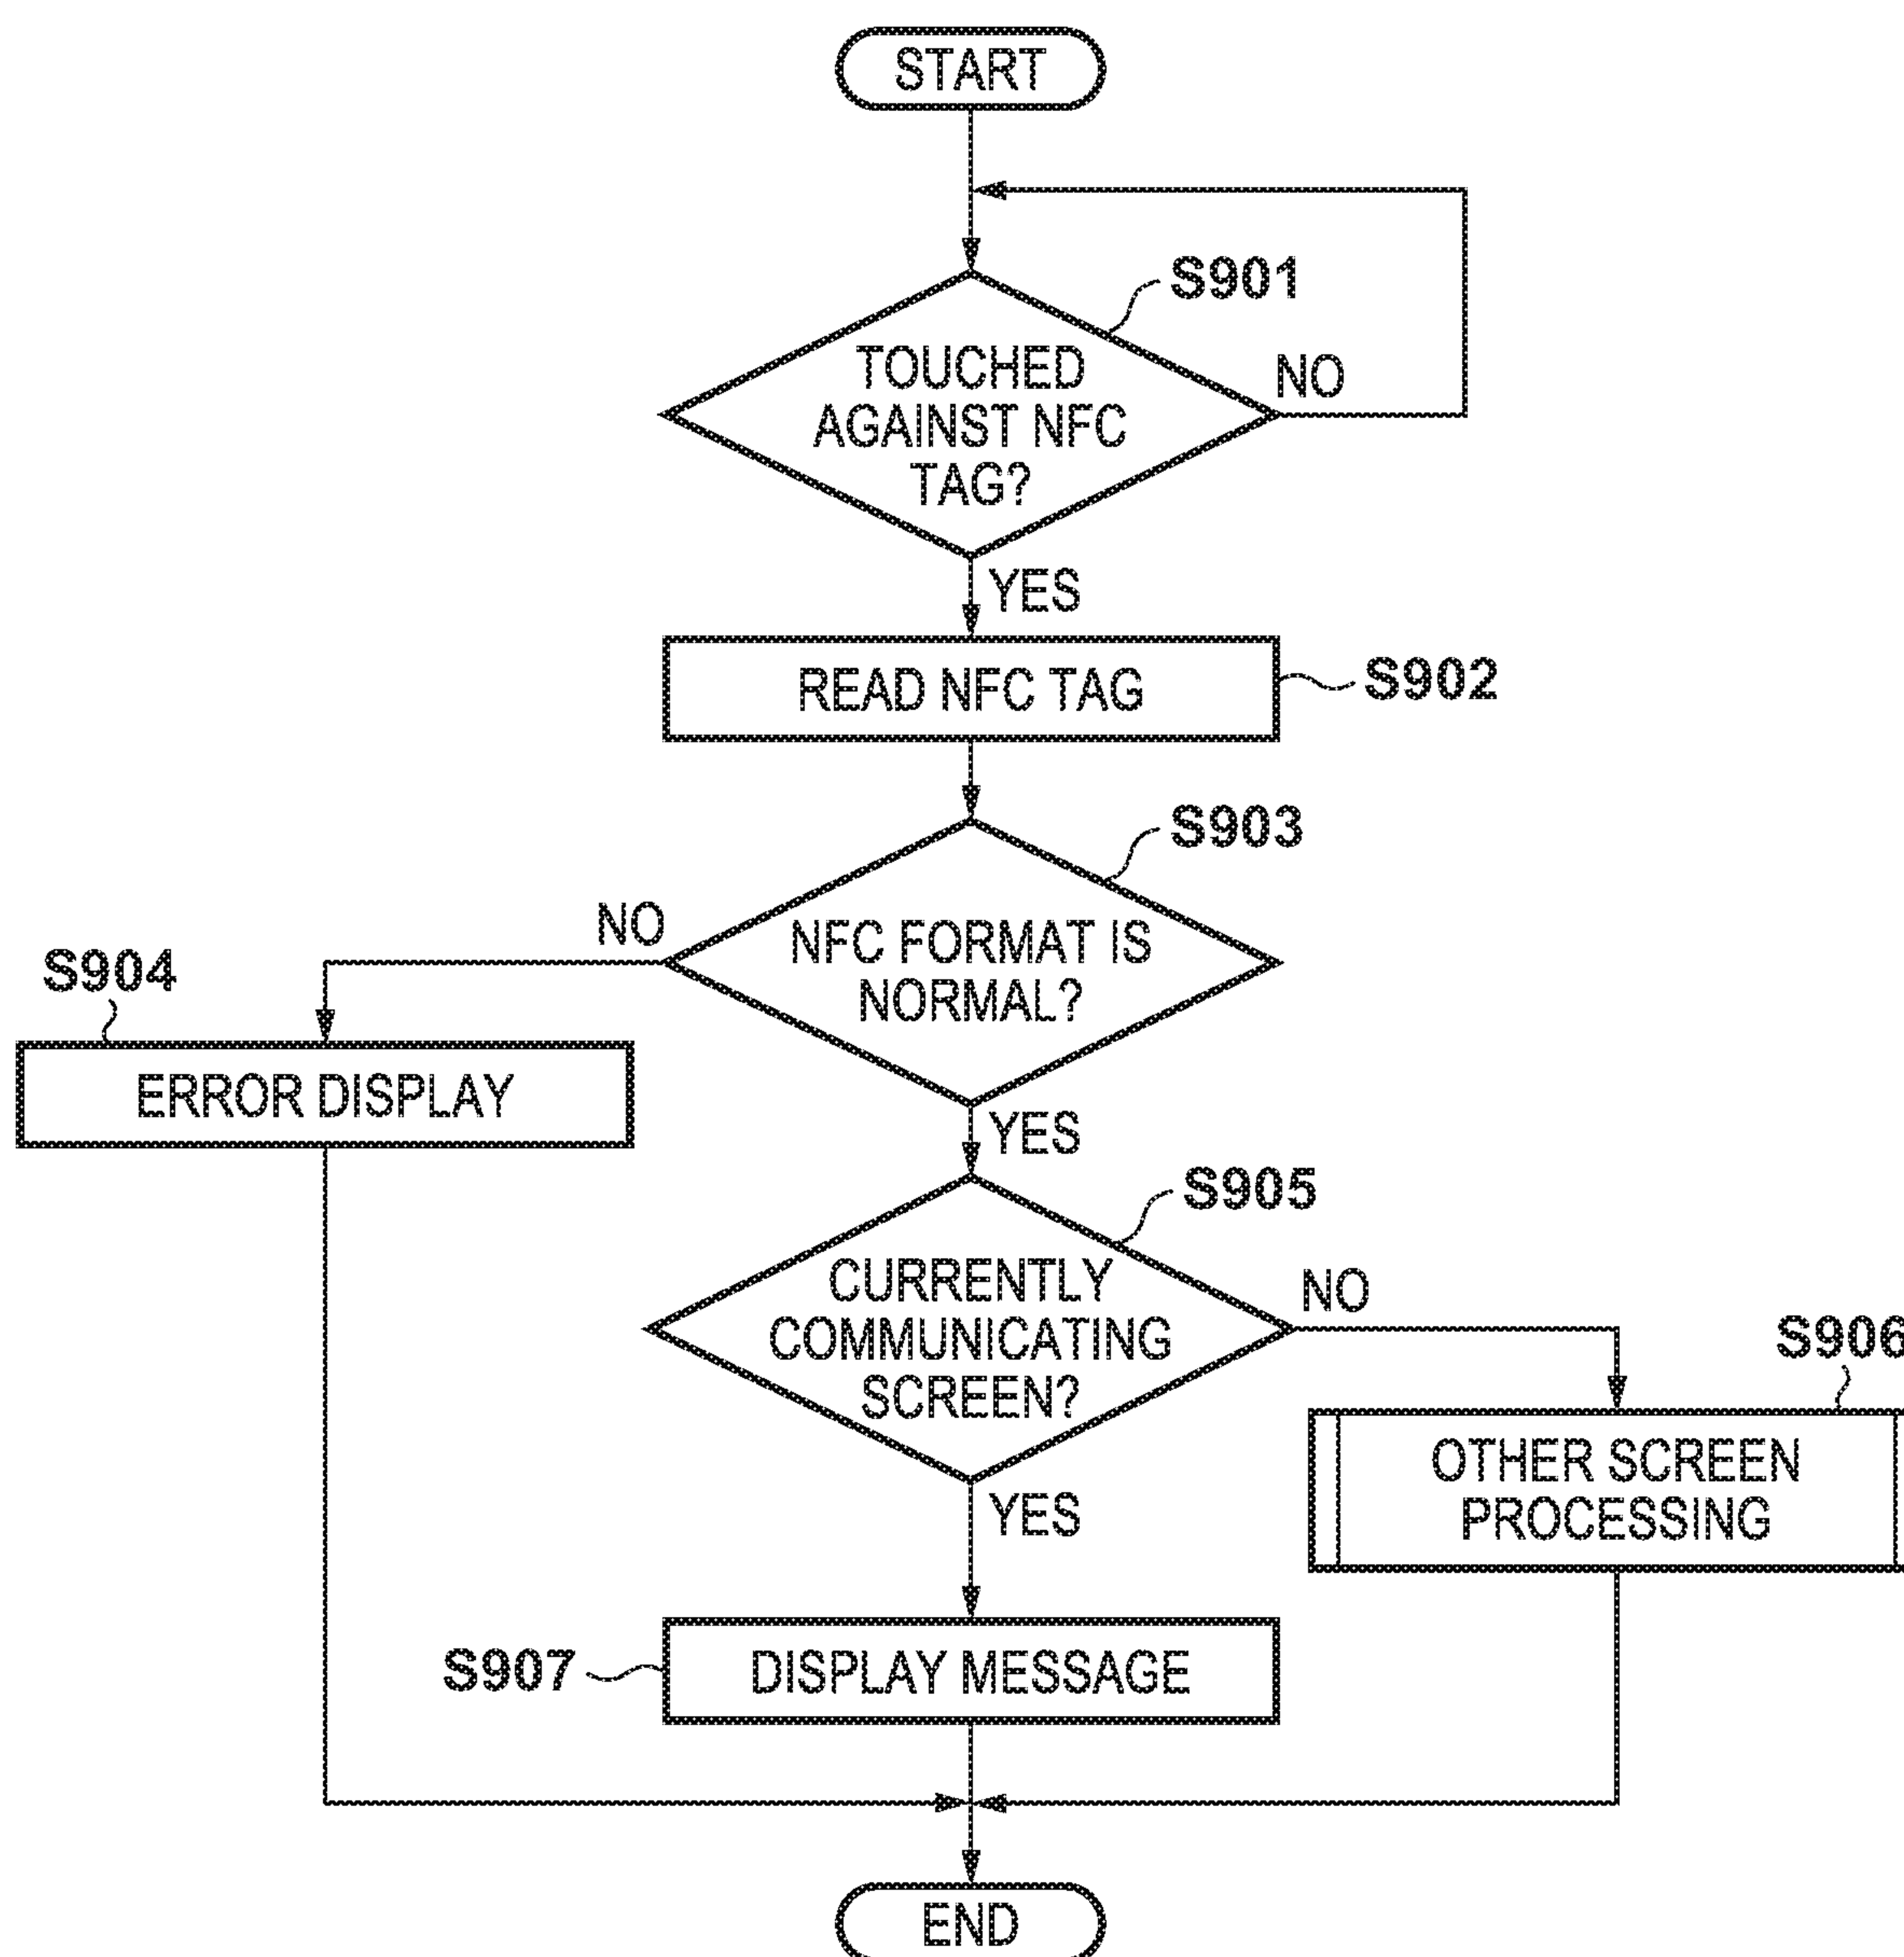 START
S901
TOUCHED
AGAINST NFC
TAG?
NO
YES
READ NFC TAG
S902
S903
NO
NFC FORMAT IS
NORMAL?
S904
ERROR DISPLAY
YES
S905
CURRENTLY
COMMUNICATING
SCREEN?
NO
S906
OTHER SCREEN
PROCESSING
YES
S907
DISPLAY MESSAGE
END